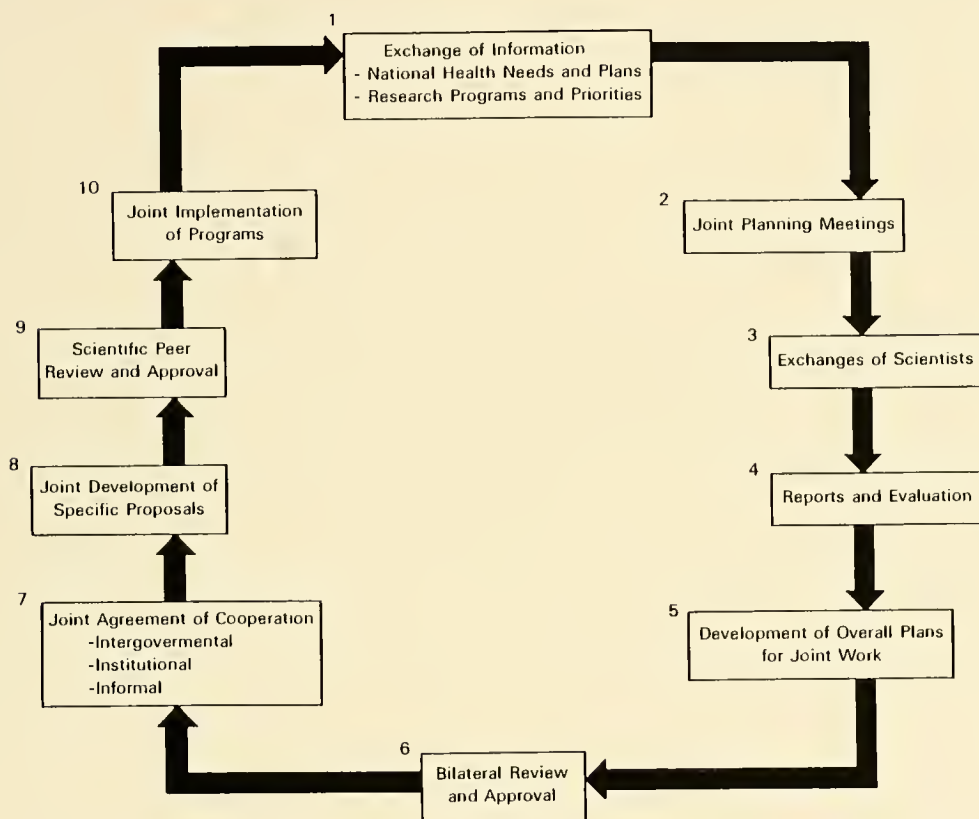 1
Exchange of Information
- National Health Needs and Plans
- Research Programs and Priorities
2
Joint Planning Meetings
3
Exchanges of Scientists
4
Reports and Evaluation
5
Development of Overall Plans
for Joint Work
6
Bilateral Review
and Approval
7
Joint Agreement of Cooperation
-Intergovermental
-Institutional
-Informal
8
Joint Development of
Specific Proposals
9
Scientific Peer
Review and Approval
10
Joint Implementation
of Programs